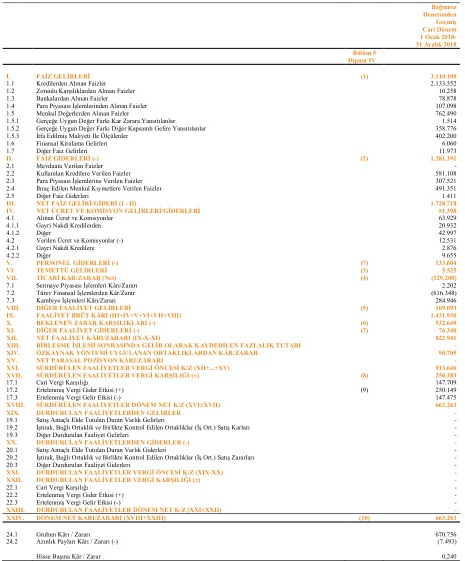 Bağımsız
Denetimden
Geçmiş
Cari Dönem
1 Ocak 2018-
31 Aralık 2018
Bölüm 5
Dipnot IV
I. FAİZ GELİRLERİ (1) 3.110.109
1.1 Kredilerden Alınan Faizler 2.133.352
1.2 Zorunlu Karşılıklardan Alınan Faizler 10.258
1.3 Bankalardan Alınan Faizler 78.878
1.4 Para Piyasası İşlemlerinden Alınan Faizler 107.098
1.5 Menkul Değerlerden Alınan Faizler 762.490
1.5.1 Gerçeğe Uygun Değer Farkı Kar Zarara Yansıtılanlar 1.514
1.5.2 Gerçeğe Uygun Değer Farkı Diğer Kapsamlı Gelire Yansıtılanlar 358.776
1.5.3 İtfa Edilmiş Maliyeti İle Ölçülenler 402.200
1.6 Finansal Kiralama Gelirleri 6.060
1.7 Diğer Faiz Gelirleri 11.973
II. FAİZ GİDERLERİ (-) (2) 1.381.391
2.1 Mevduata Verilen Faizler -
2.2 Kullanılan Kredilere Verilen Faizler 581.108
2.3 Para Piyasası İşlemlerine Verilen Faizler 307.521
2.4 İhraç Edilen Menkul Kıymetlere Verilen Faizler 491.351
2.5 Diğer Faiz Giderleri 1.411
III. NET FAİZ GELİRİ/GİDERİ (I - II) 1.728.718
IV. NET ÜCRET VE KOMİSYON GELİRLERİ/GİDERLERİ 51.398
4.1 Alınan Ücret ve Komisyonlar 63.929
4.1.1 Gayri Nakdi Kredilerden 20.932
4.1.2 Diğer 42.997
4.2 Verilen Ücret ve Komisyonlar (-) 12.531
4.2.1 Gayri Nakdi Kredilere 2.876
4.2.2 Diğer 9.655
V. PERSONEL GİDERLERİ (-) (7) 133.604
VI TEMETTÜ GELİRLERİ (3) 5.525
VII. TİCARİ KAR/ZARAR (Net) (4) (329.200)
7.1 Sermaye Piyasası İşlemleri Kârı/Zararı 2.202
7.2 Türev Finansal İşlemlerden Kâr/Zarar (616.348)
7.3 Kambiyo İşlemleri Kârı/Zararı 284.946
VIII. DİĞER FAALİYET GELİRLERİ (5) 109.093
IX. FAALİYET BRÜT KÂRI (III+IV+V+VI+VII+VIII) 1.431.930
X. BEKLENEN ZARAR KARŞILIKLARI (-) (6) 532.649
XI. DİĞER FAALİYET GİDERLERİ (-) (7) 76.340
XII. NET FAALİYET KÂRI/ZARARI (IX-X-XI) 822.941
XIII. BİRLEŞME İŞLEMİ SONRASINDA GELİR OLARAK KAYDEDİLEN FAZLALIK TUTARI -
XIV. ÖZKAYNAK YÖNTEMİ UYGULANAN ORTAKLIKLARDAN KÂR/ZARAR 90.705
XV. NET PARASAL POZİSYON KÂRI/ZARARI -
XVI. SÜRDÜRÜLEN FAALİYETLER VERGİ ÖNCESİ K/Z (XII+...+XV) 913.646
XVII. SÜRDÜRÜLEN FAALİYETLER VERGİ KARŞILIĞI (±) (8) 250.383
17.1 Cari Vergi Karşılığı 147.709
17.2 Ertelenmiş Vergi Gider Etkisi (+) (9) 250.149
17.3 Ertelenmiş Vergi Gelir Etkisi (-) 147.475
XVIII. SÜRDÜRÜLEN FAALİYETLER DÖNEM NET K/Z (XVI±XVII) 663.263
XIX. DURDURULAN FAALİYETLERDEN GELİRLER -
19.1 Satış Amaçlı Elde Tutulan Duran Varlık Gelirleri -
19.2 İştirak, Bağlı Ortaklık ve Birlikte Kontrol Edilen Ortaklıklar (İş Ort.) Satış Karları -
19.3 Diğer Durdurulan Faaliyet Gelirleri -
XX. DURDURULAN FAALİYETLERDEN GİDERLER (-) -
20.1 Satış Amaçlı Elde Tutulan Duran Varlık Giderleri -
20.2 İştirak, Bağlı Ortaklık ve Birlikte Kontrol Edilen Ortaklıklar (İş Ort.) Satış Zararları -
20.3 Diğer Durdurulan Faaliyet Giderleri -
XXI. DURDURULAN FAALİYETLER VERGİ ÖNCESİ K/Z (XIX-XX) -
XXII. DURDURULAN FAALİYETLER VERGİ KARŞILIĞI (±) -
22.1 Cari Vergi Karşılığı -
22.2 Ertelenmiş Vergi Gider Etkisi (+) -
22.3 Ertelenmiş Vergi Gelir Etkisi (-) -
XXIII. DURDURULAN FAALİYETLER DÖNEM NET K/Z (XXI±XXII) -
XXIV. DÖNEM NET KARI/ZARARI (XVIII+XXIII) (10) 663.263
24.1 Grubun Kârı / Zararı 670.756
24.2 Azınlık Payları Kârı / Zararı (-) (7.493)
Hisse Başına Kâr / Zarar 0,240